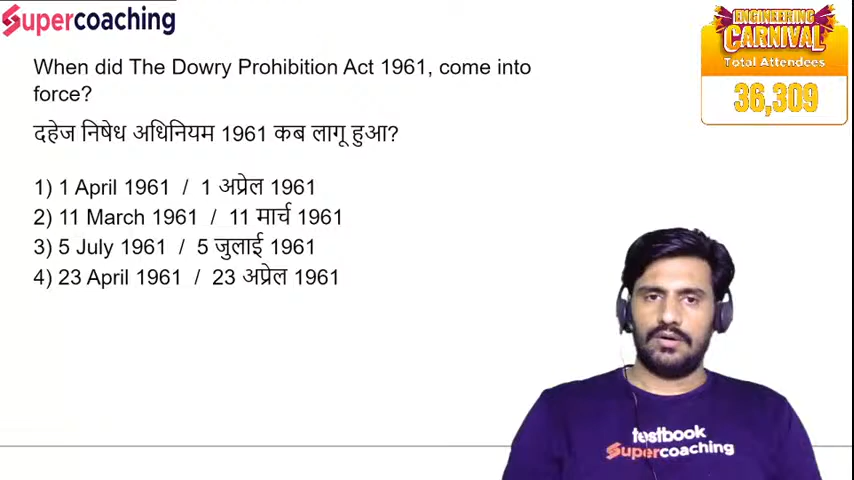 Supercoaching
ENGINEERING
CARNIVAL
Total Attendees
36,309
When did The Dowry Prohibition Act 1961, come into
force?
दहेज निषेध अधिनियम 1961 कब लागू हुआ?
1) 1 April 1961 / 1 अप्रेल 1961
2) 11 March 1961 / 11 मार्च 1961
3) 5 July 1961 / 5 जुलाई 1961
4) 23 April 1961 / 23 अप्रेल 1961
testbook
Supercoaching